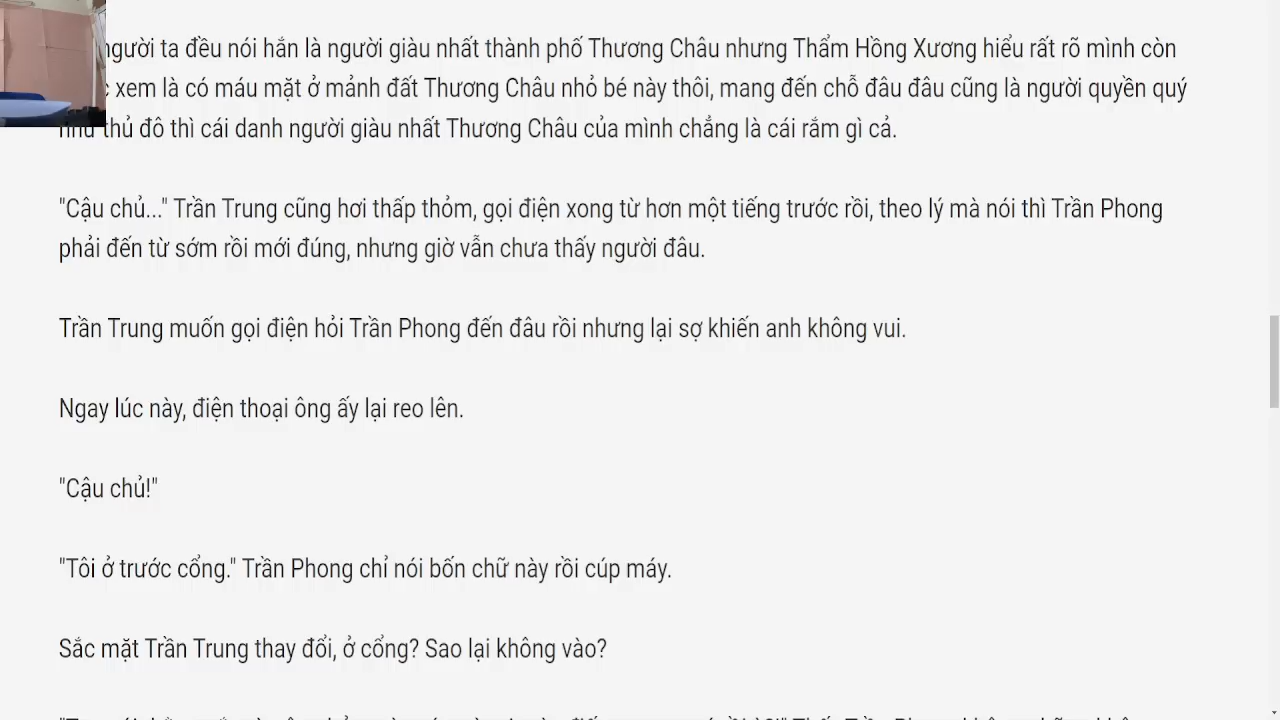 người ta đều nói hắn là người giàu nhất thành phố Thương Châu nhưng Thẩm Hồng Xương hiểu rất rõ mình còn
xem là có máu mặt ở mảnh đất Thương Châu nhỏ bé này thôi, mang đến chỗ đâu đâu cũng là người quyền quý
như thủ đô thì cái danh người giàu nhất Thương Châu của mình chẳng là cái rắm gì cả.
"Cậu chủ..." Trần Trung cũng hơi thấp thỏm, gọi điện xong từ hơn một tiếng trước rồi, theo lý mà nói thì Trần Phong
phải đến từ sớm rồi mới đúng, nhưng giờ vẫn chưa thấy người đâu.
Trần Trung muốn gọi điện hỏi Trần Phong đến đâu rồi nhưng lại sợ khiến anh không vui.
Ngay lúc này, điện thoại ông ấy lại reo lên.
"Cậu chủ!"
"Tôi ở trước cổng." Trần Phong chỉ nói bốn chữ này rồi cúp máy.
Sắc mặt Trần Trung thay đổi, ở cổng? Sao lại không vào?